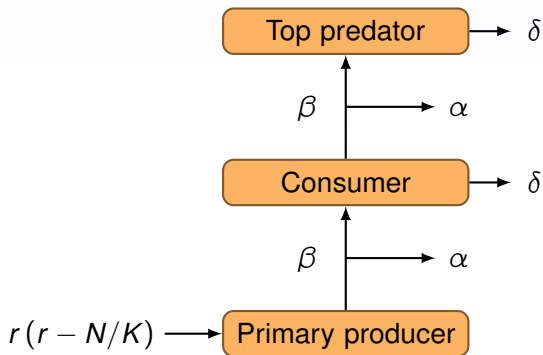 Top predator
δ
β
α
Consumer
δ
β
α
r (r − N/K)
Primary producer